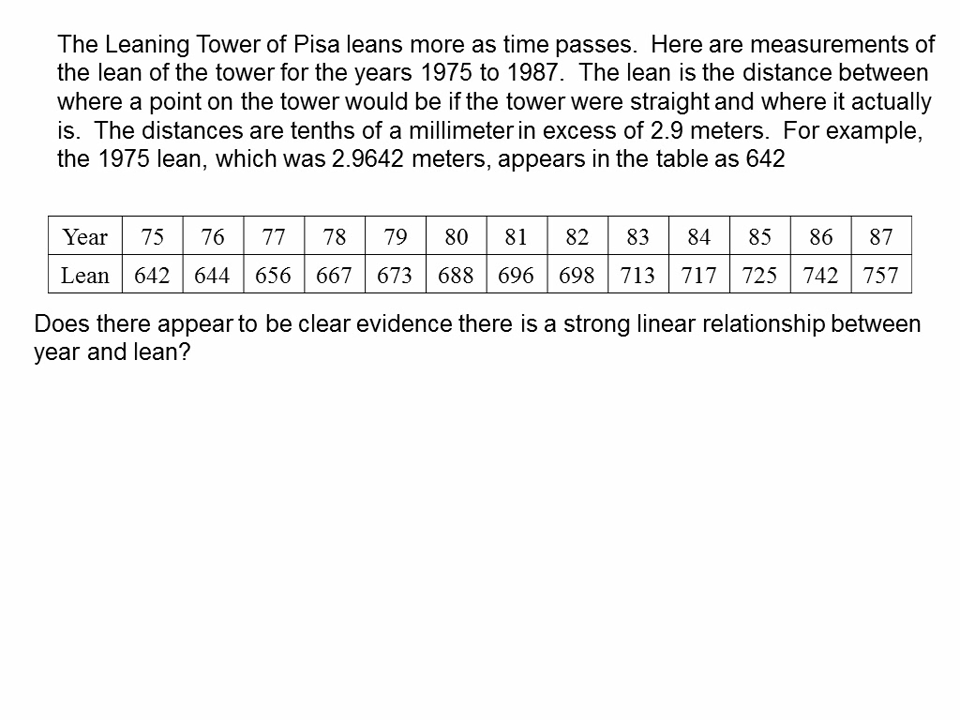 The Leaning Tower of Pisa leans more as time passes.  Here are measurements of
the lean of the tower for the years 1975 to 1987.  The lean is the distance between
where a point on the tower would be if the tower were straight and where it actually
is.  The distances are tenths of a millimeter in excess of 2.9 meters.  For example,
the 1975 lean, which was 2.9642 meters, appears in the table as 642
Year 75 76 77 78 79 80 81 82 83 84 85 86 87
Lean 642 644 656 667 673 688 696 698 713 717 725 742 757
Does there appear to be clear evidence there is a strong linear relationship between
year and lean?